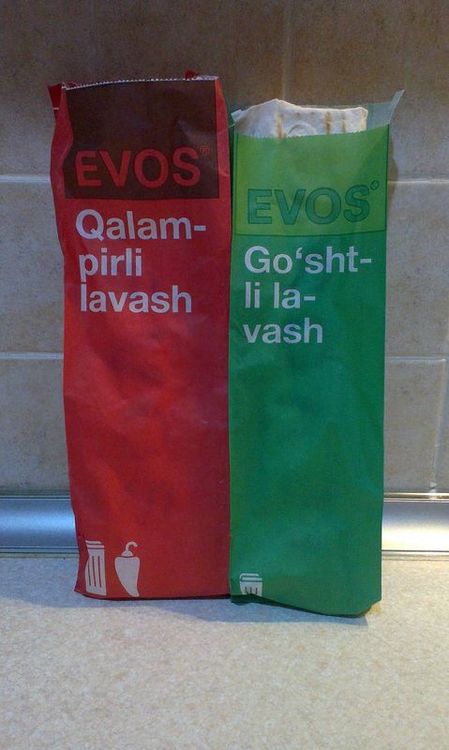 EVOS®
Qalam-
pirli
lavash
EVOS®
Go‘sht-
li la-
vash